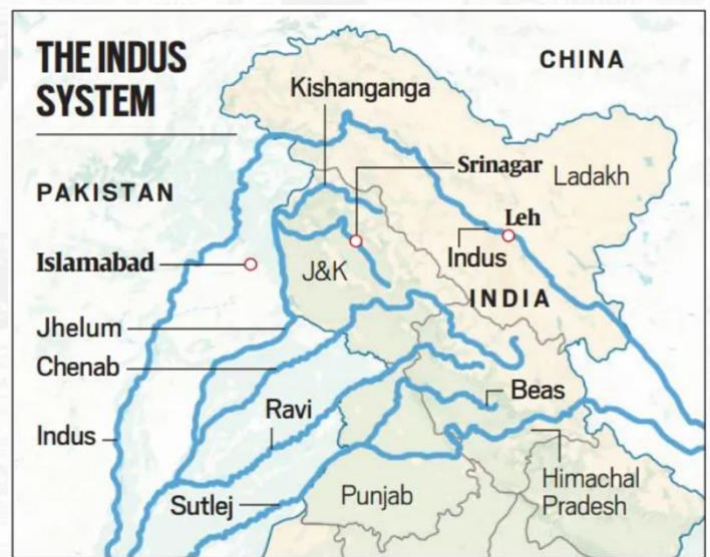 THE INDUS
SYSTEM
CHINA
Kishanganga
Srinagar
Ladakh
PAKISTAN
Leh
Islamabad
Indus
J&K
INDIA
Jhelum
Chenab
Beas
Ravi
Indus
Himachal
Pradesh
Sutlej
Punjab